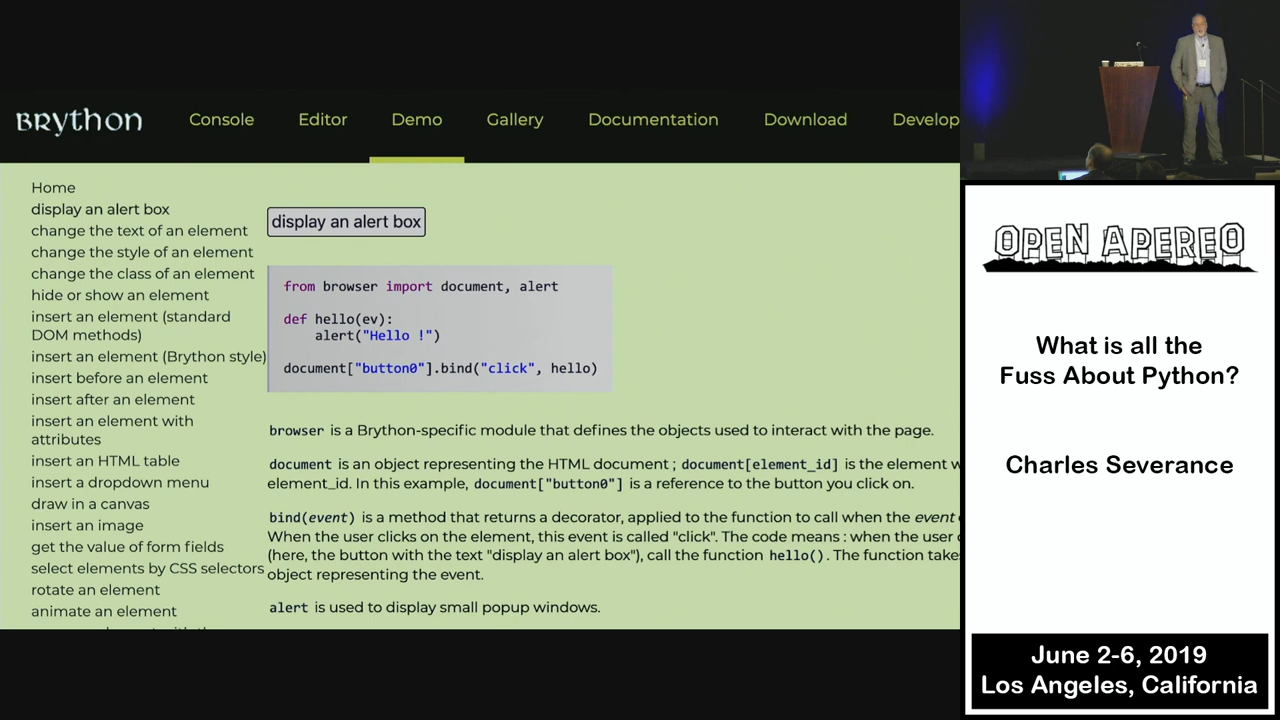 BRython
Console
Editor
Demo
Gallery
Documentation
Download
Develop
Home
display an alert box
change the text of an element
change the style of an element
change the class of an element
hide or show an element
insert an element (standard
DOM methods)
insert an element (Brython style)
insert before an element
insert after an element
insert an element with
attributes
insert an HTML table
insert a dropdown menu
draw in a canvas
insert an image
get the value of form fields
select elements by CSS selectors
rotate an element
animate an element
display an alert box
from browser import document, alert
def hello(ev):
    alert("Hello !")
document["button0"].bind("click", hello)
browser is a Brython-specific module that defines the objects used to interact with the page.
document is an object representing the HTML document ; document[element_id] is the element w
element_id. In this example, document["button0"] is a reference to the button you click on.
bind(event) is a method that returns a decorator, applied to the function to call when the event
When the user clicks on the element, this event is called "click". The code means : when the user
(here, the button with the text "display an alert box"), call the function hello(). The function take
object representing the event.
alert is used to display small popup windows.
OPEN APEREO
What is all the
Fuss About Python?
Charles Severance
June 2-6, 2019
Los Angeles, California